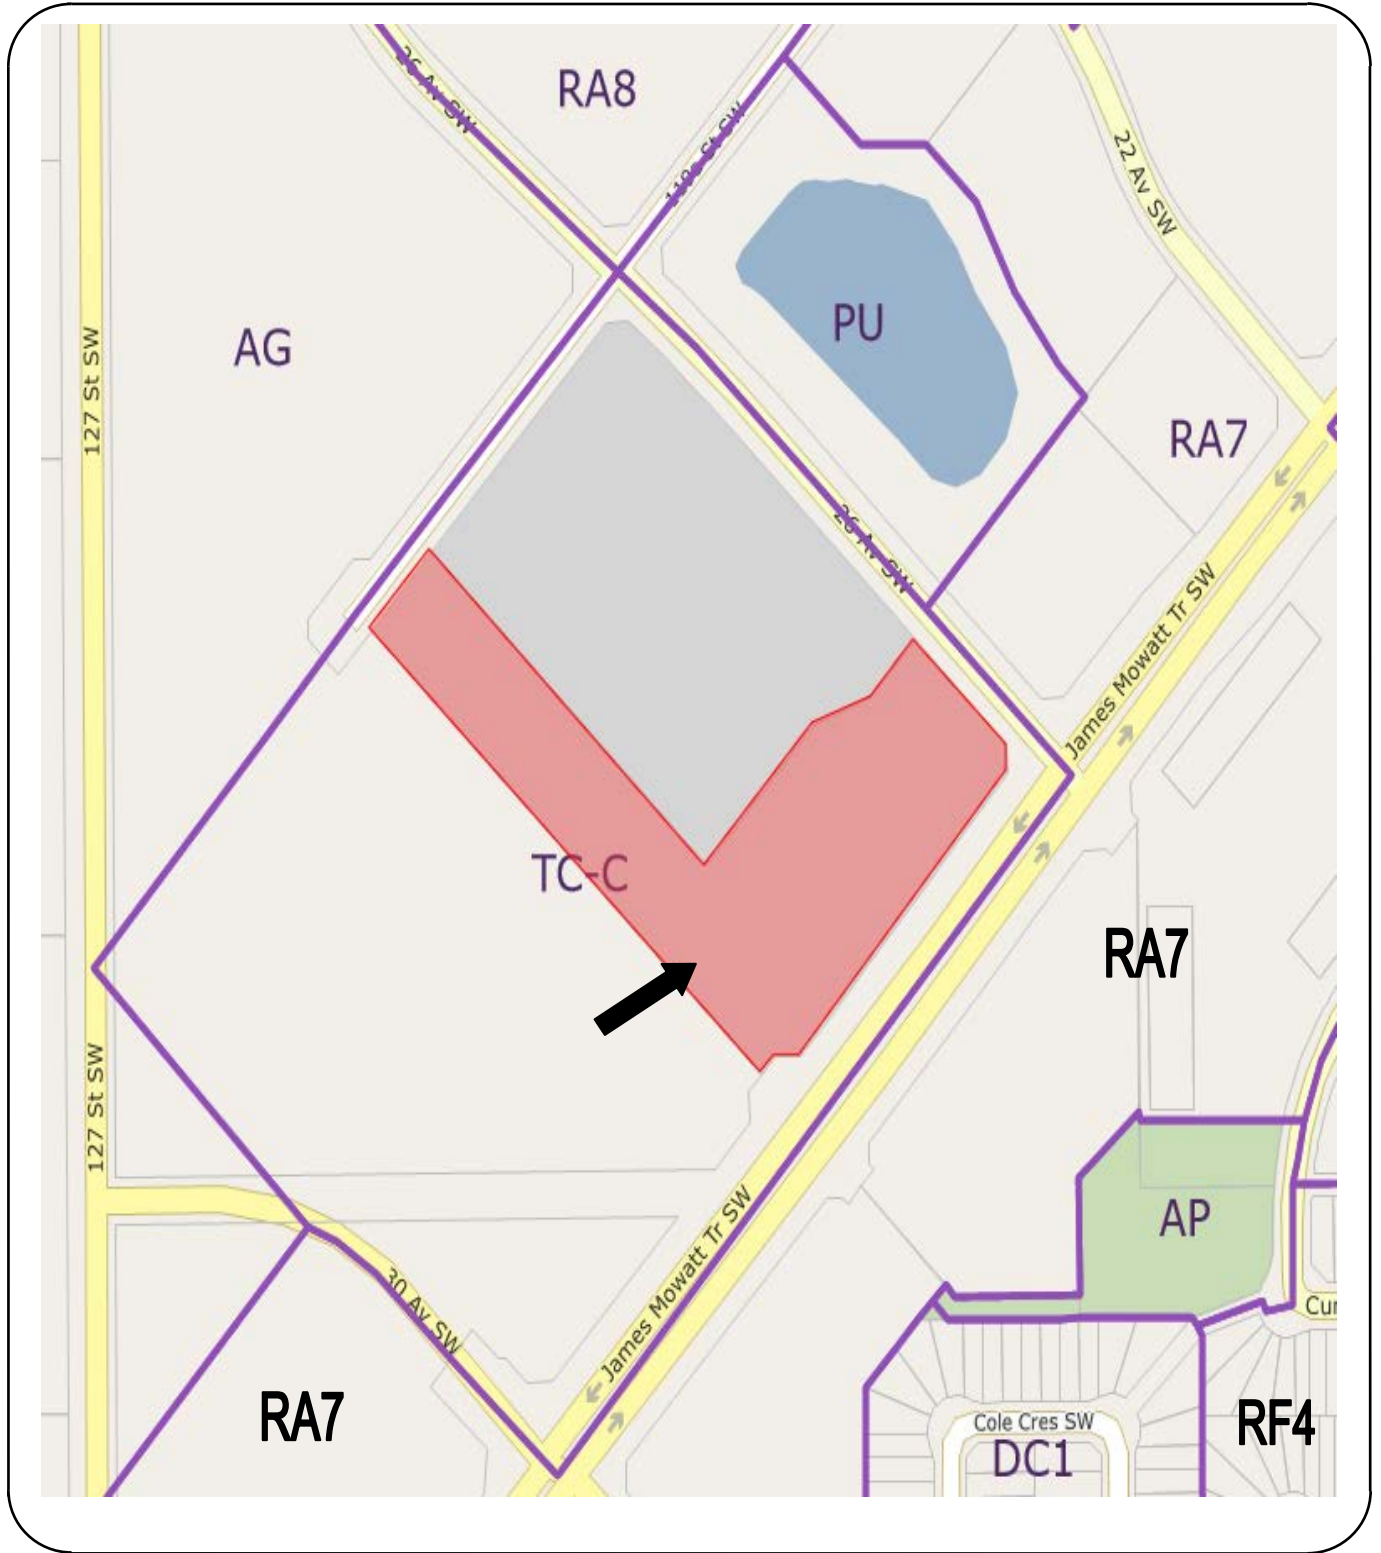 26 Av SW
RA8
119a St SW
22 Av SW
PU
AG
127 St SW
RA7
26 Av SW
James Mowatt Tr SW
TC-C
RA7
127 St SW
AP
James Mowatt Tr SW
30 Av SW
Cur
RA7
Cole Cres SW
RF4
DC1